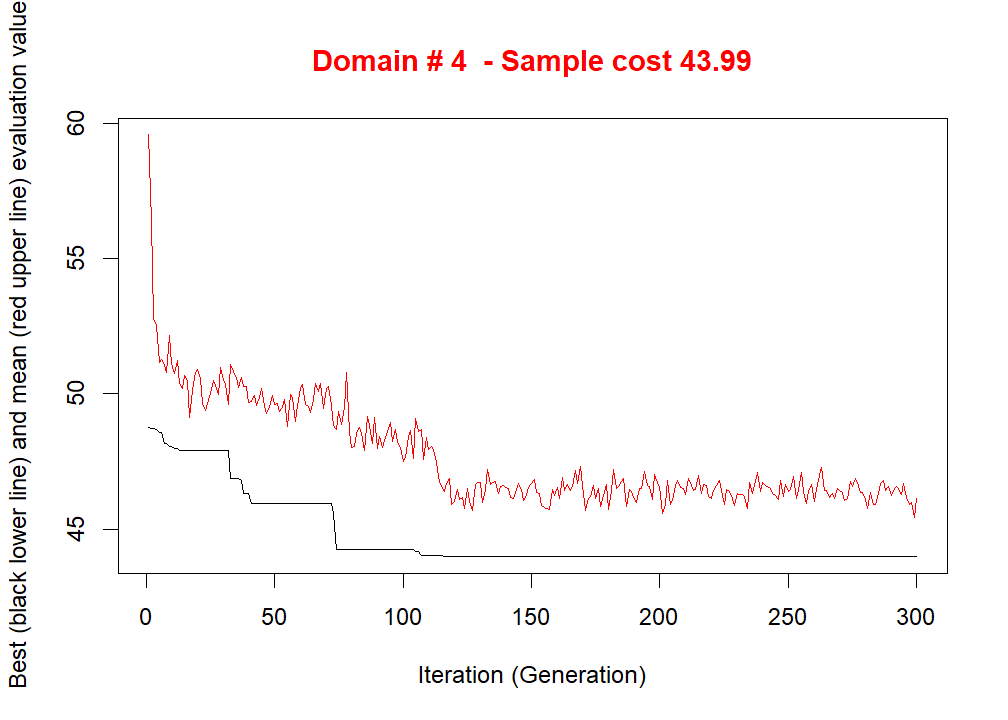 Domain # 4  - Sample cost 43.99
Best (black lower line) and mean (red upper line) evaluation value
60
55
50
45
0 50 100 150 200 250 300
Iteration (Generation)